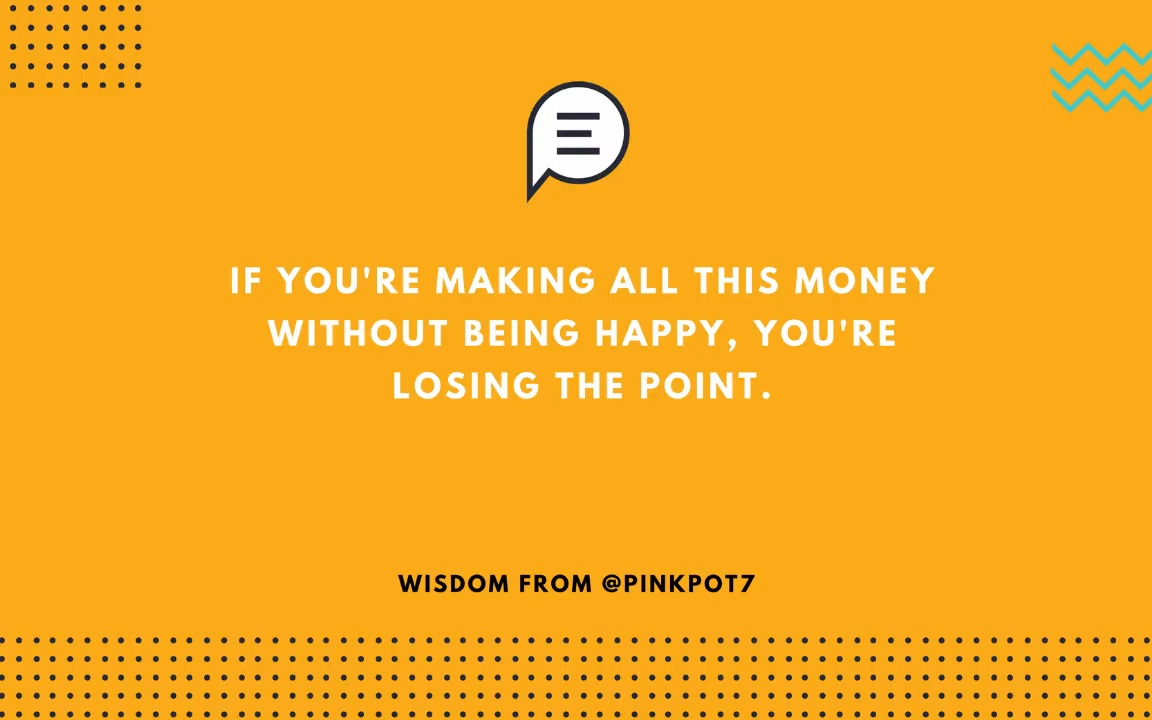 IF YOU'RE MAKING ALL THIS MONEY
WITHOUT BEING HAPPY, YOU'RE
LOSING THE POINT.
WISDOM FROM @PINKPOT7